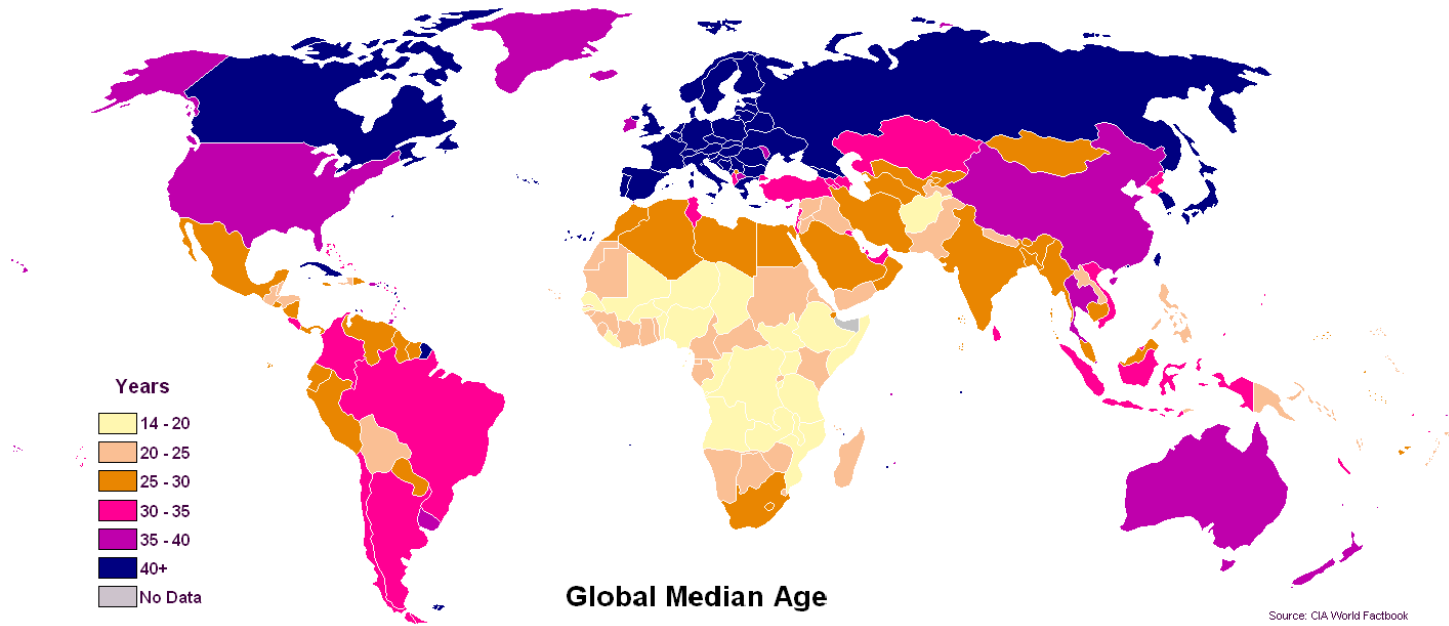 Years
14 - 20
20 - 25
25 - 30
30 - 35
35 - 40
40+
No Data
Global Median Age
Source: CIA World Factbook